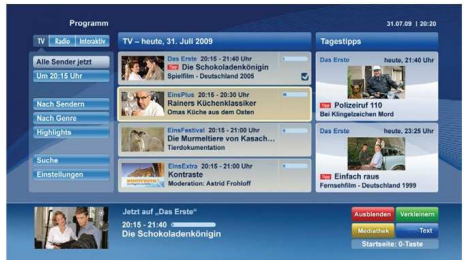 Programm
31.07.09 | 20:20
TV Radio Interaktiv
Alle Sender jetzt
Um 20:15 Uhr
Nach Sendern
Nach Genre
Highlights
Suche
Einstellungen
TV – heute, 31. Juli 2009
Das Erste 20:15 - 21:40 Uhr
Tipp Die Schokoladenkönigin
Spielfilm - Deutschland 2005
EinsPlus 20:15 - 20:30 Uhr
Rainers Küchenklassiker
Omas Küche aus dem Osten
EinsFestival 20:15 - 21:00 Uhr
Die Murmeltiere von Kasach...
Tierdokumentation
EinsExtra 20:15 - 21:00 Uhr
Kontraste
Moderation: Astrid Frohloff
Tagestipps
Das Erste heute, 21:40 Uhr
Tipp Polizeiruf 110
Bei Klingelzeichen Mord
Das Erste heute, 23:25 Uhr
Tipp Einfach raus
Fernsehfilm - Deutschland 1999
Jetzt auf „Das Erste“
20:15 - 21:40
Die Schokoladenkönigin
Ausblenden Verkleinern
Mediathek Text
Startseite: 0-Taste